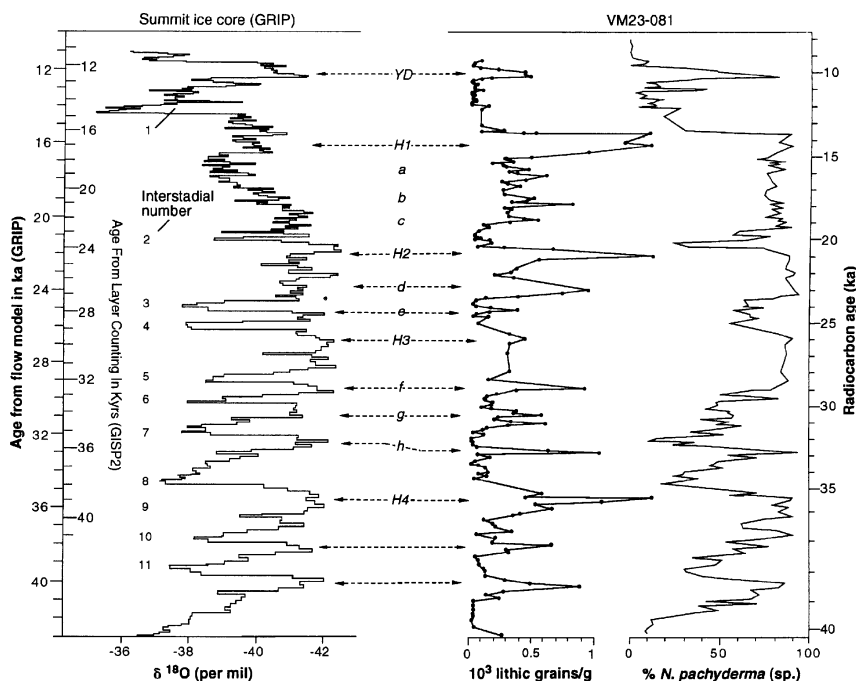 Summit ice core (GRIP)
VM23-081
Age from flow model in ka (GRIP)
12
16
20
24
28
32
36
40
Age From Layer Counting In Kyrs (GISP2)
12
16
20
24
28
32
36
40
Interstadial
number
1
2
3
4
5
6
7
8
9
10
11
YD
H1
a
b
c
H2
d
e
H3
f
g
h
H4
Radiocarbon age (ka)
10
15
20
25
30
35
40
-36
-38
-40
-42
δ 18O (per mil)
0
0.5
1
10³ lithic grains/g
0
50
100
% N. pachyderma (sp.)